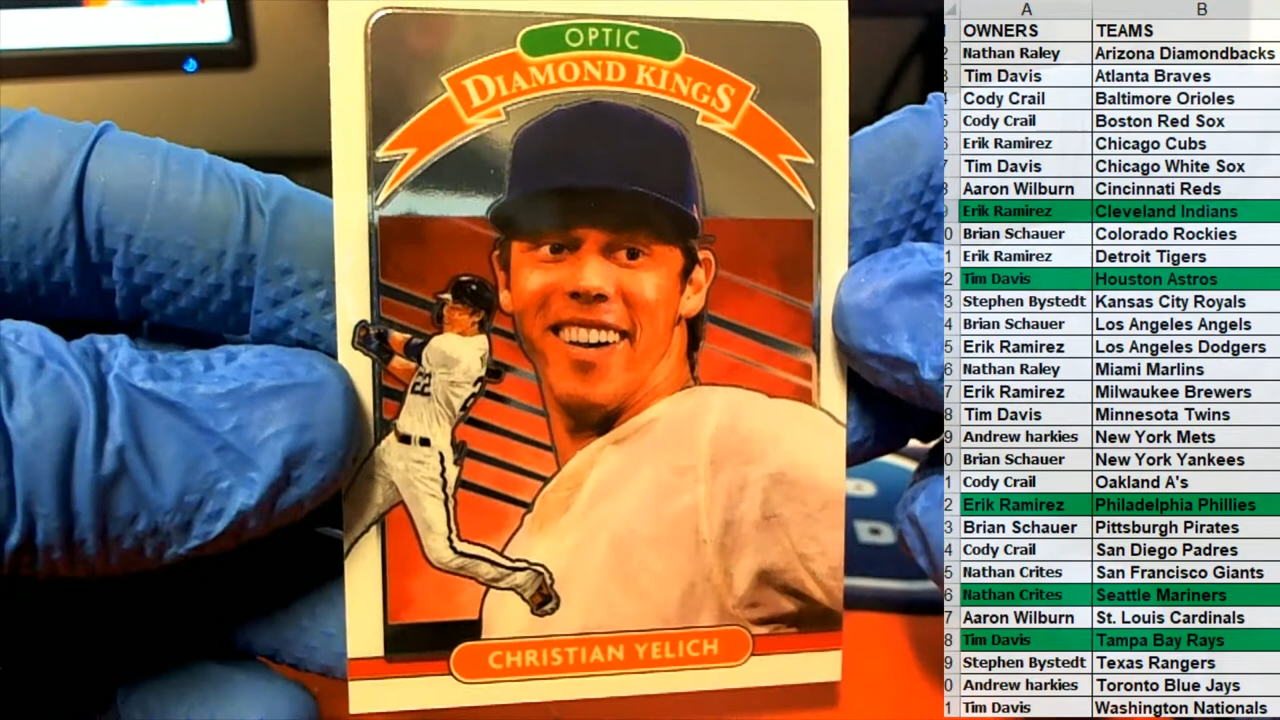 OPTIC
DIAMOND KINGS
22
CHRISTIAN YELICH
A B
OWNERS TEAMS
Nathan Raley Arizona Diamondbacks
Tim Davis Atlanta Braves
Cody Crail Baltimore Orioles
Cody Crail Boston Red Sox
Erik Ramirez Chicago Cubs
Tim Davis Chicago White Sox
Aaron Wilburn Cincinnati Reds
Erik Ramirez Cleveland Indians
Brian Schauer Colorado Rockies
Erik Ramirez Detroit Tigers
Tim Davis Houston Astros
Stephen Bystedt Kansas City Royals
Brian Schauer Los Angeles Angels
Erik Ramirez Los Angeles Dodgers
Nathan Raley Miami Marlins
Erik Ramirez Milwaukee Brewers
Tim Davis Minnesota Twins
Andrew harkies New York Mets
Brian Schauer New York Yankees
Cody Crail Oakland A's
Erik Ramirez Philadelphia Phillies
Brian Schauer Pittsburgh Pirates
Cody Crail San Diego Padres
Nathan Crites San Francisco Giants
Nathan Crites Seattle Mariners
Aaron Wilburn St. Louis Cardinals
Tim Davis Tampa Bay Rays
Stephen Bystedt Texas Rangers
Andrew harkies Toronto Blue Jays
Tim Davis Washington Nationals